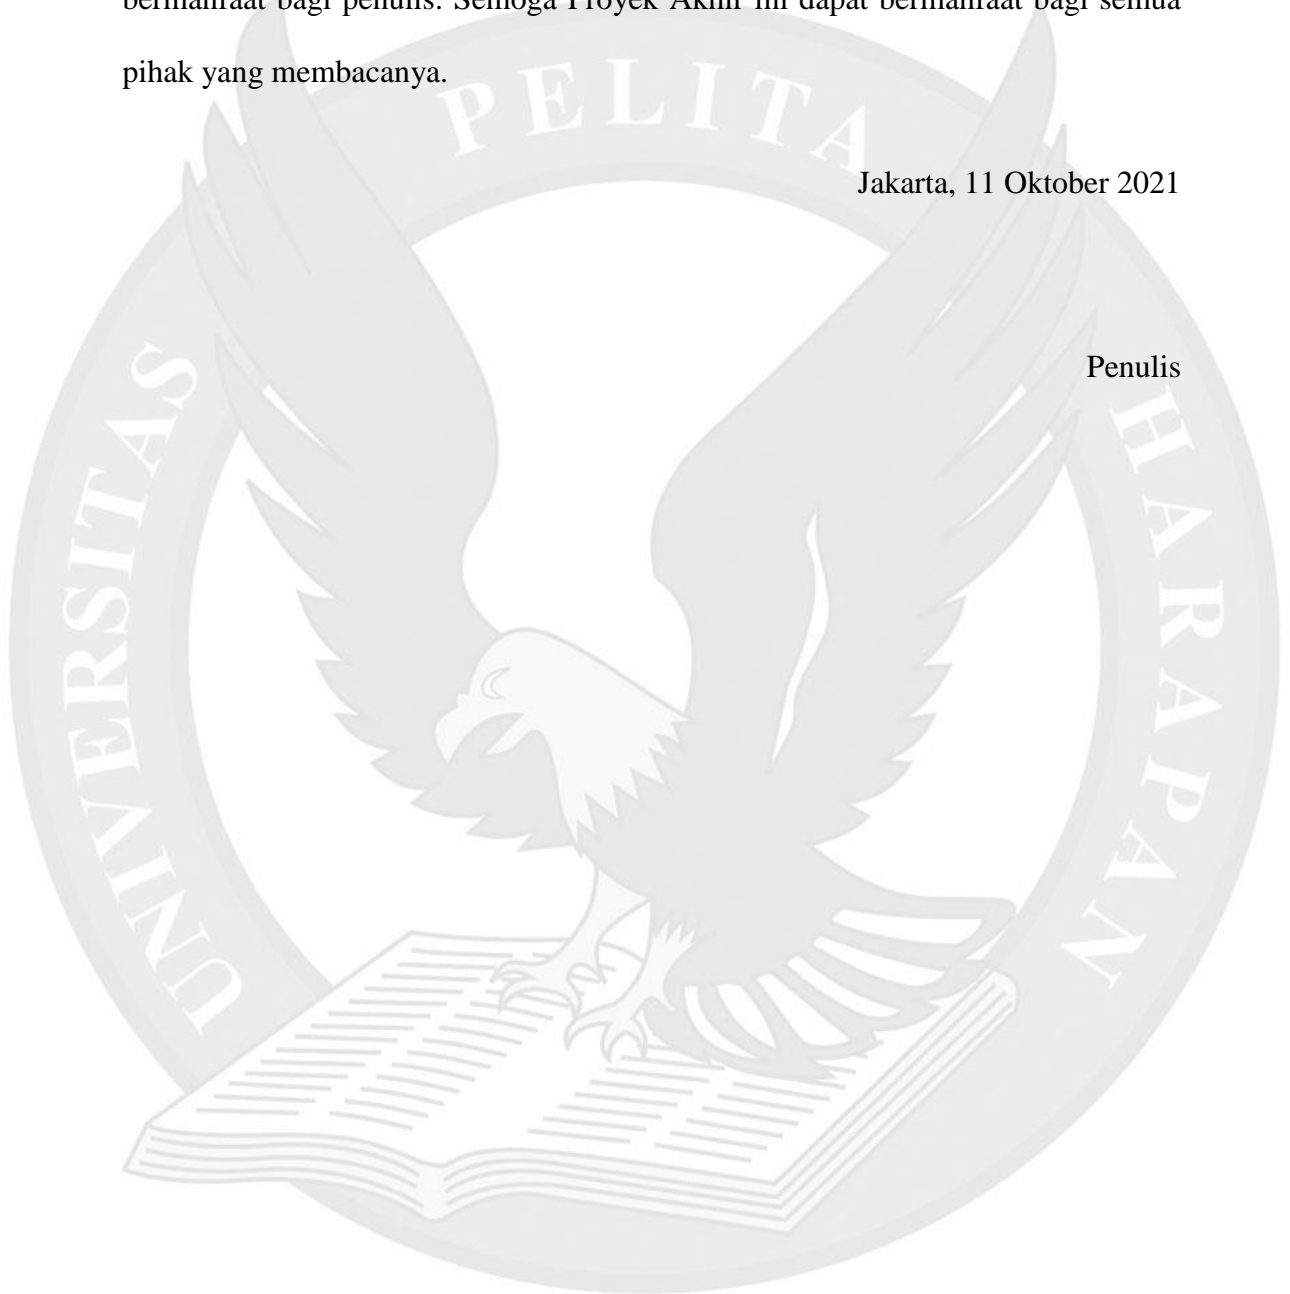 bermanfaat bagi penulis. Semoga Proyek Akhir ini dapat bermanfaat bagi semua
pihak yang membacanya.
Jakarta, 11 Oktober 2021
Penulis
UNIVERSITAS PELITA HARAPAN